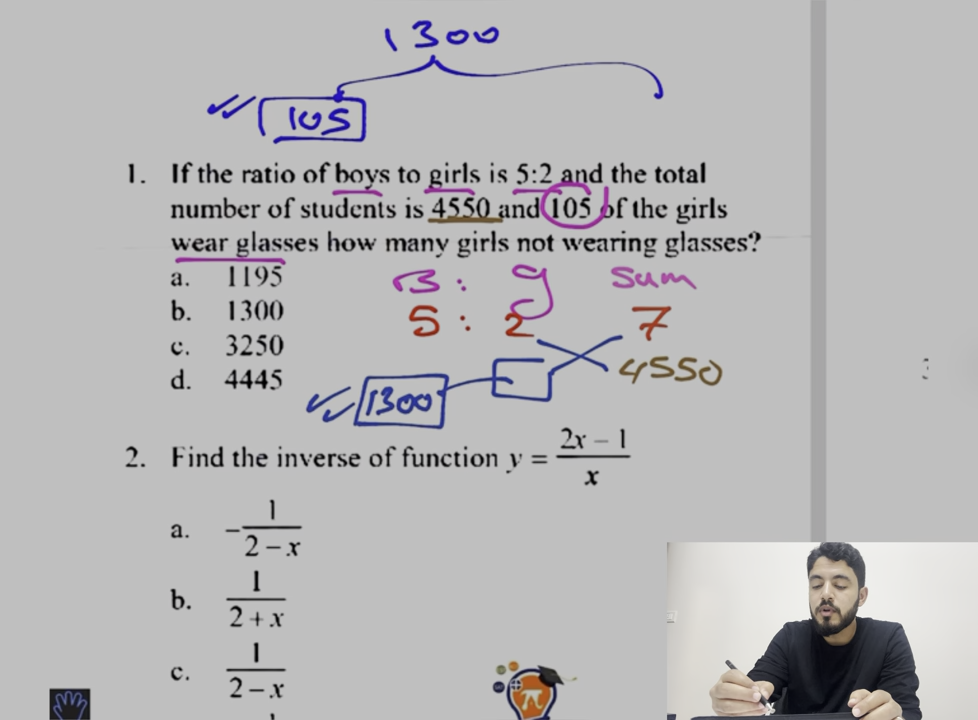 1300
105
1. If the ratio of boys to girls is 5:2 and the total
number of students is 4550 and 105 of the girls
wear glasses how many girls not wearing glasses?
a. 1195
b. 1300
c. 3250
d. 4445
B : g sum
5 : 2 7
4550
1300
2. Find the inverse of function y = (2x − 1)/x
a. −1/(2 − x)
b. 1/(2 + x)
c. 1/(2 − x)
π